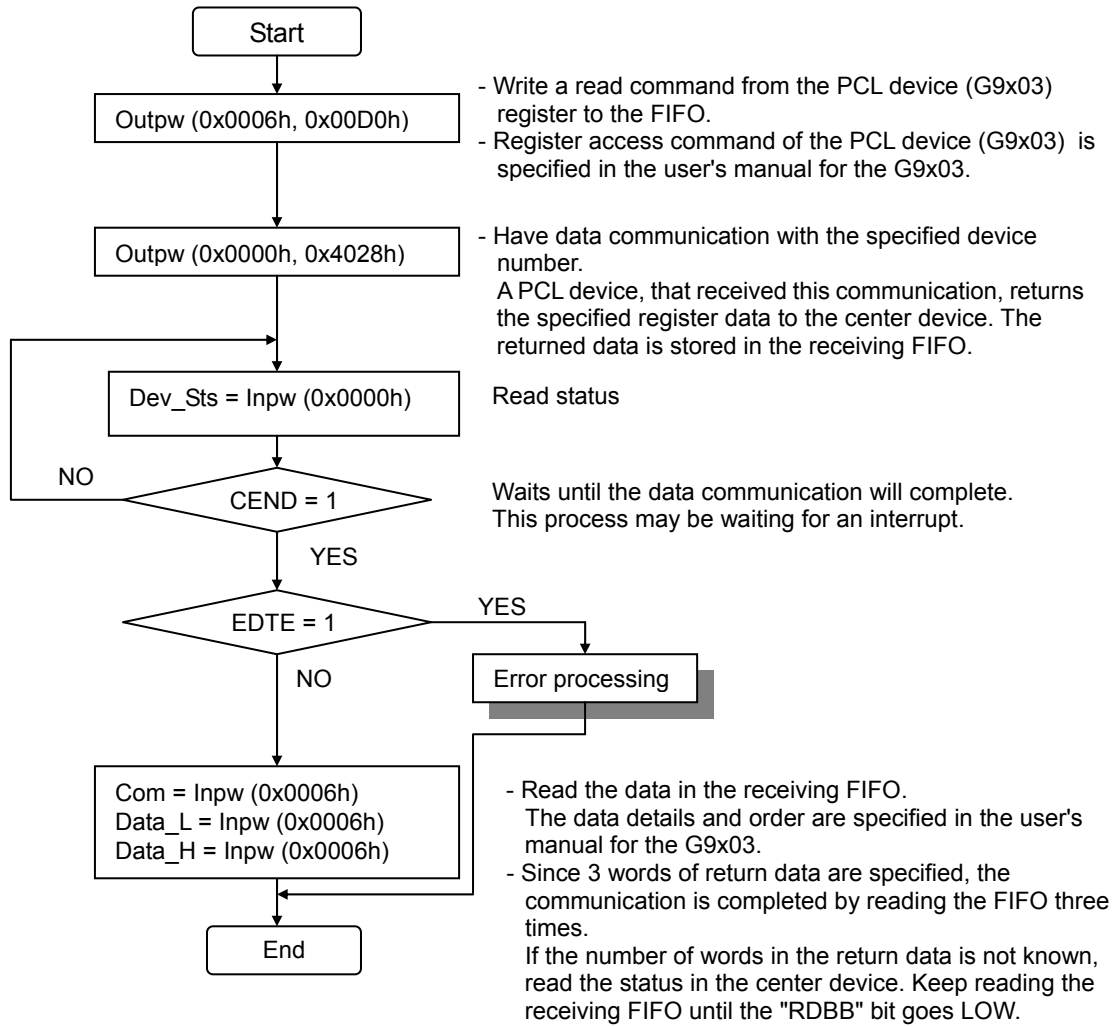 Start
Outpw (0x0006h, 0x00D0h)
- Write a read command from the PCL device (G9x03)
register to the FIFO.
- Register access command of the PCL device (G9x03)  is
specified in the user's manual for the G9x03.
Outpw (0x0000h, 0x4028h)
- Have data communication with the specified device
number.
A PCL device, that received this communication, returns
the specified register data to the center device. The
returned data is stored in the receiving FIFO.
Dev_Sts = Inpw (0x0000h)
Read status
NO
CEND = 1
Waits until the data communication will complete.
This process may be waiting for an interrupt.
YES
EDTE = 1
YES
NO
Error processing
Com = Inpw (0x0006h)
Data_L = Inpw (0x0006h)
Data_H = Inpw (0x0006h)
- Read the data in the receiving FIFO.
The data details and order are specified in the user's
manual for the G9x03.
- Since 3 words of return data are specified, the
communication is completed by reading the FIFO three
times.
If the number of words in the return data is not known,
read the status in the center device. Keep reading the
receiving FIFO until the "RDBB" bit goes LOW.
End